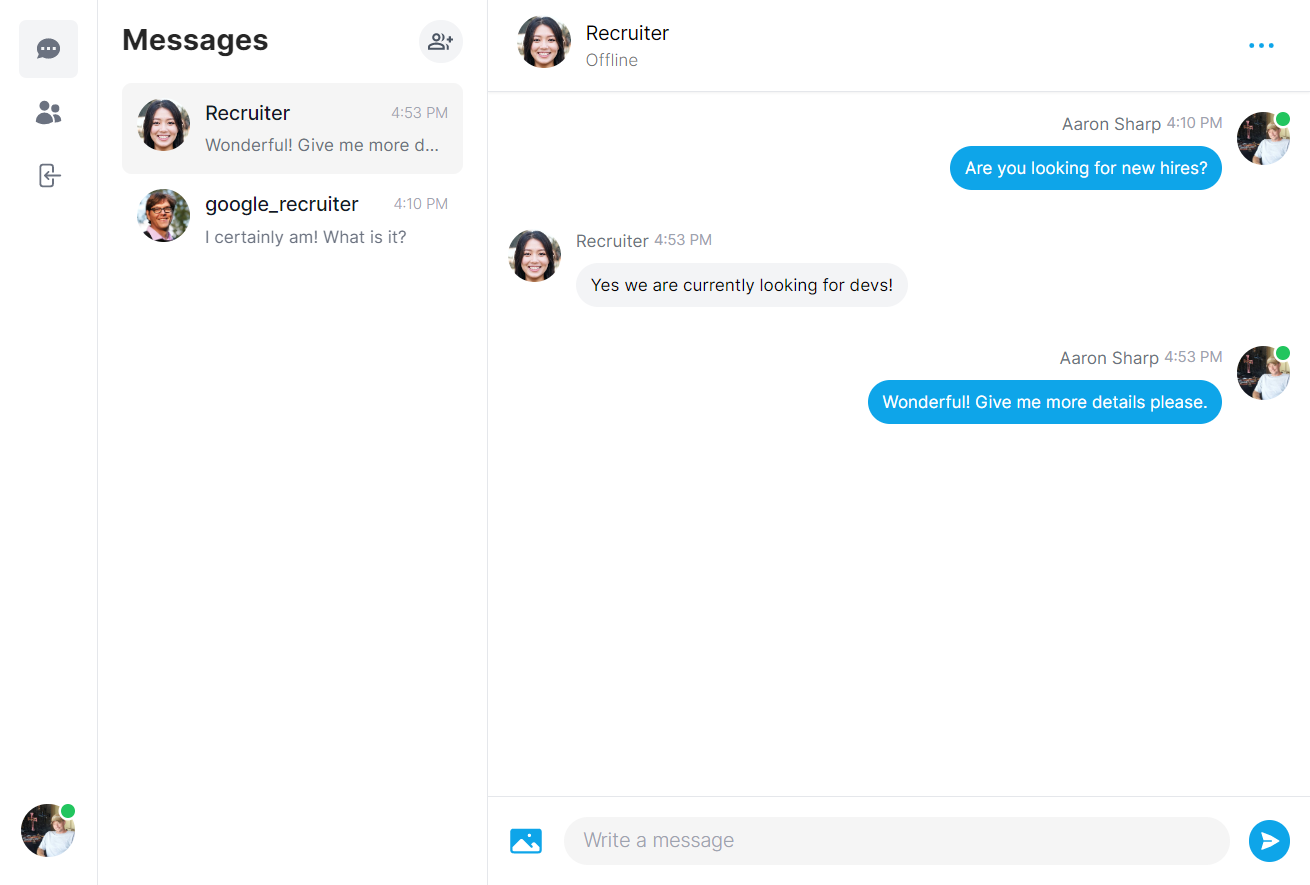 Messages
Recruiter 4:53 PM
Wonderful! Give me more d...
google_recruiter 4:10 PM
I certainly am! What is it?
Recruiter
Offline
Aaron Sharp 4:10 PM
Are you looking for new hires?
Recruiter 4:53 PM
Yes we are currently looking for devs!
Aaron Sharp 4:53 PM
Wonderful! Give me more details please.
Write a message